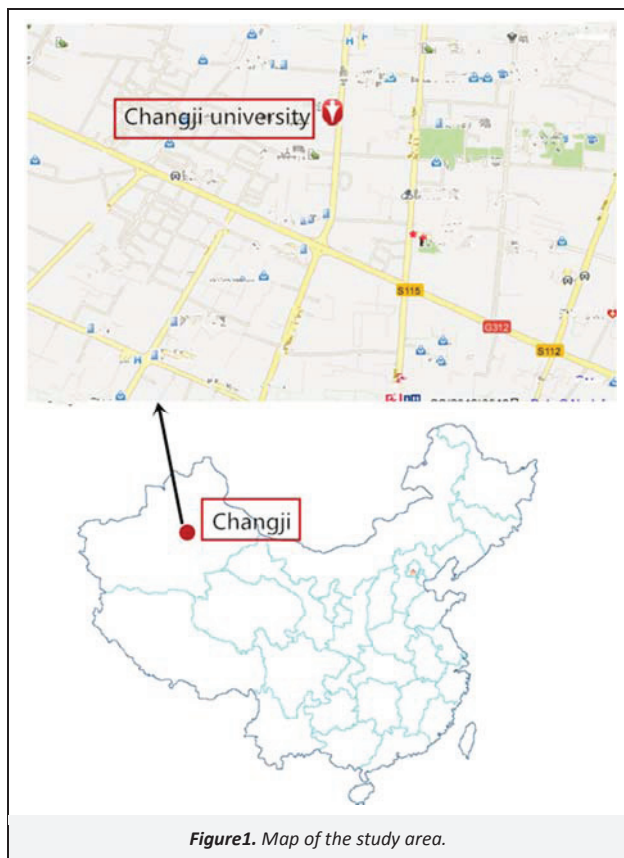 H
H
Changji university
S115
G312
S112
H
Changji
Figure1. Map of the study area.